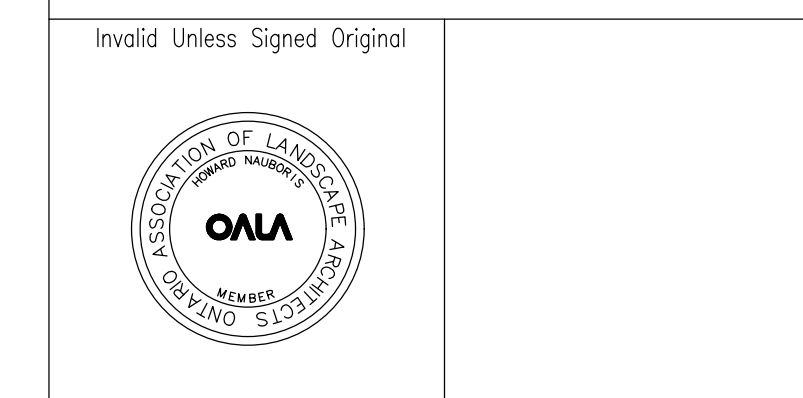 Invalid Unless Signed Original
ONTARIO ASSOCIATION OF LANDSCAPE ARCHITECTS
HOWARD NAUBORIS
OALA
MEMBER